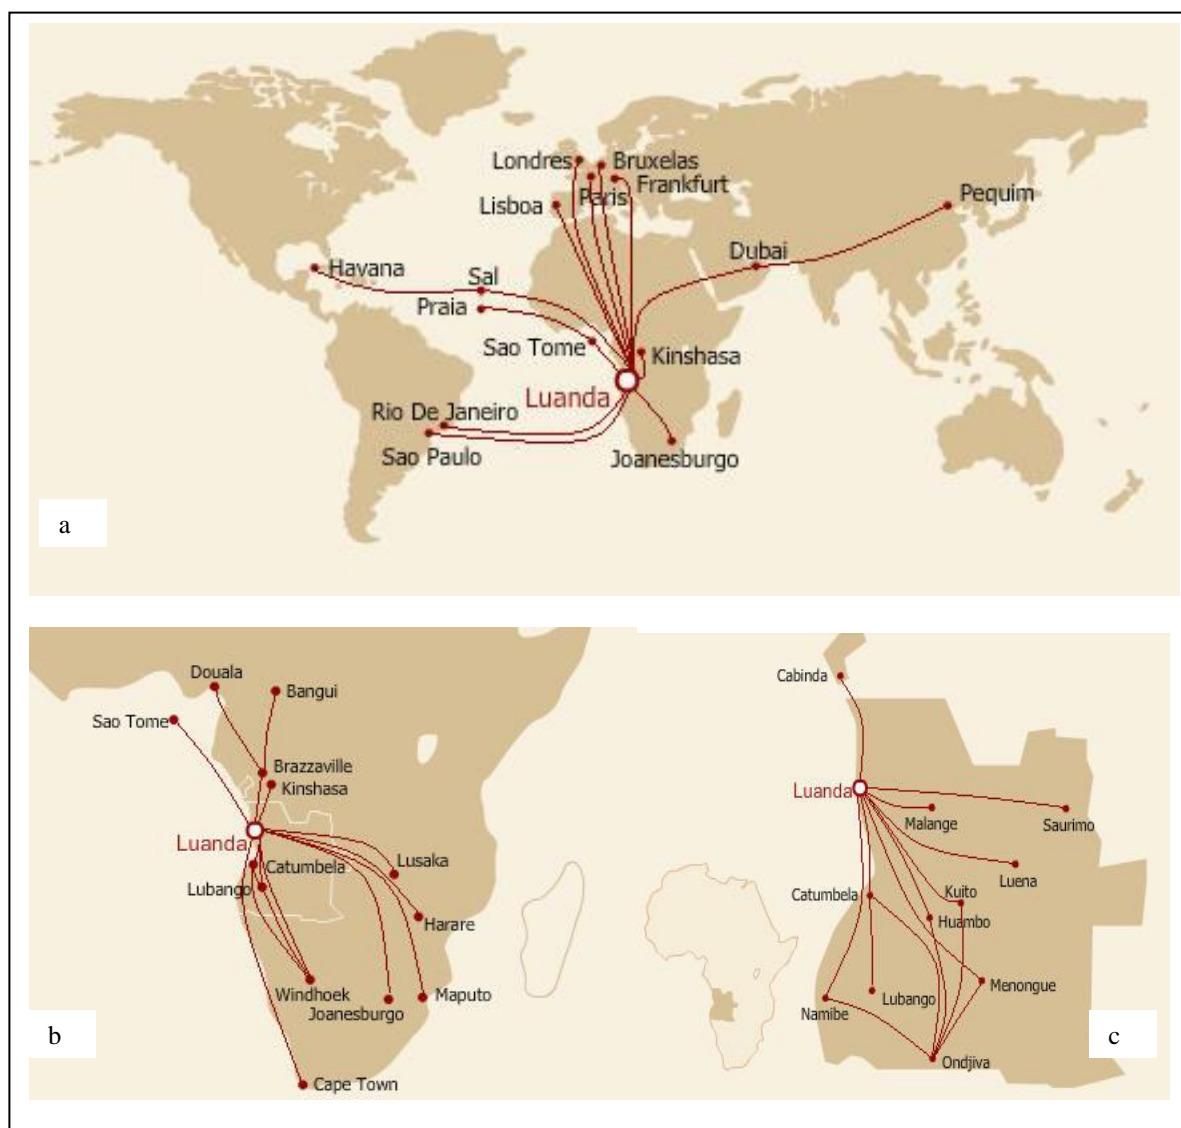 Londres
Bruxelas
Paris
Frankfurt
Lisboa
Pequim
Dubai
Havana
Sal
Praia
Sao Tome
Kinshasa
Luanda
Rio De Janeiro
Sao Paulo
Joanesburgo
a
Douala
Bangui
Sao Tome
Brazzaville
Kinshasa
Luanda
Catumbela
Lusaka
Lubango
Harare
Windhoek
Maputo
Joanesburgo
Cape Town
b
Cabinda
Luanda
Malange
Saurimo
Luena
Catumbela
Kuito
Huambo
Lubango
Menongue
Namibe
Ondjiva
c